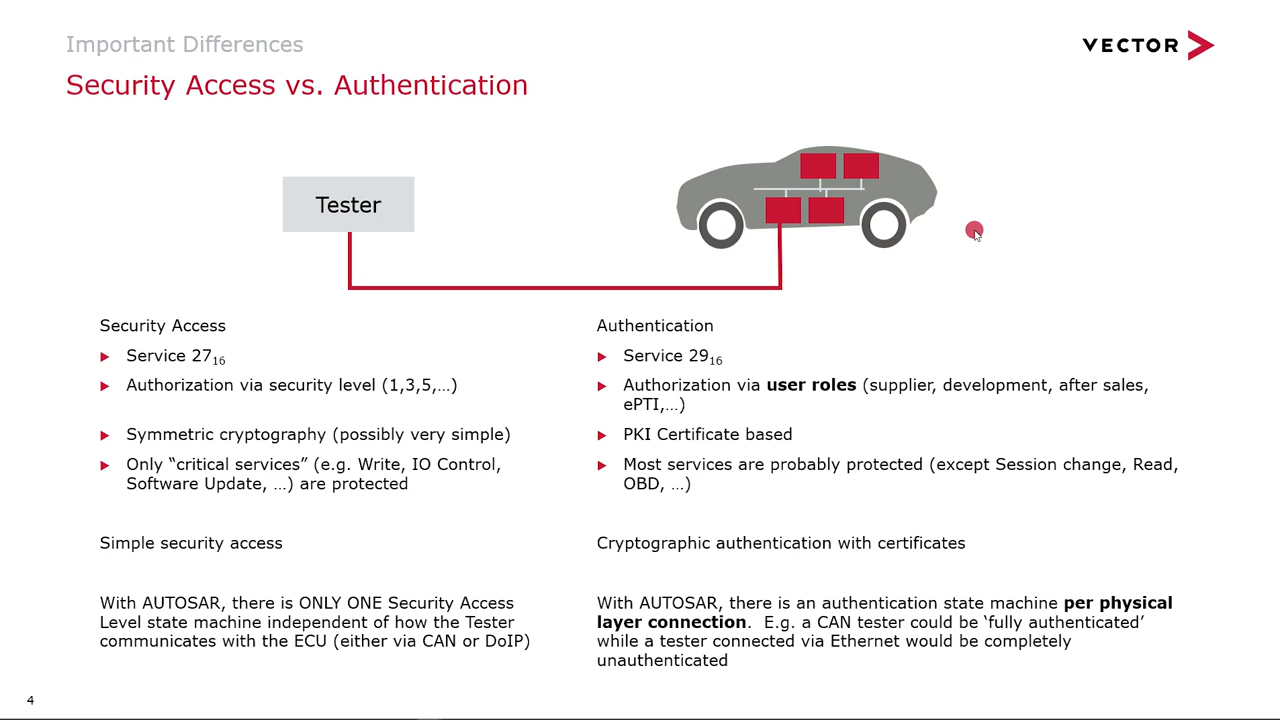 Important Differences
VECTOR
Security Access vs. Authentication
Tester
Security Access
Service 27₁₆
Authorization via security level (1,3,5,…)
Symmetric cryptography (possibly very simple)
Only “critical services” (e.g. Write, IO Control,
Software Update, …) are protected
Simple security access
With AUTOSAR, there is ONLY ONE Security Access
Level state machine independent of how the Tester
communicates with the ECU (either via CAN or DoIP)
Authentication
Service 29₁₆
Authorization via user roles (supplier, development, after sales,
ePTI,…)
PKI Certificate based
Most services are probably protected (except Session change, Read,
OBD, …)
Cryptographic authentication with certificates
With AUTOSAR, there is an authentication state machine per physical
layer connection.  E.g. a CAN tester could be ‘fully authenticated’
while a tester connected via Ethernet would be completely
unauthenticated
4